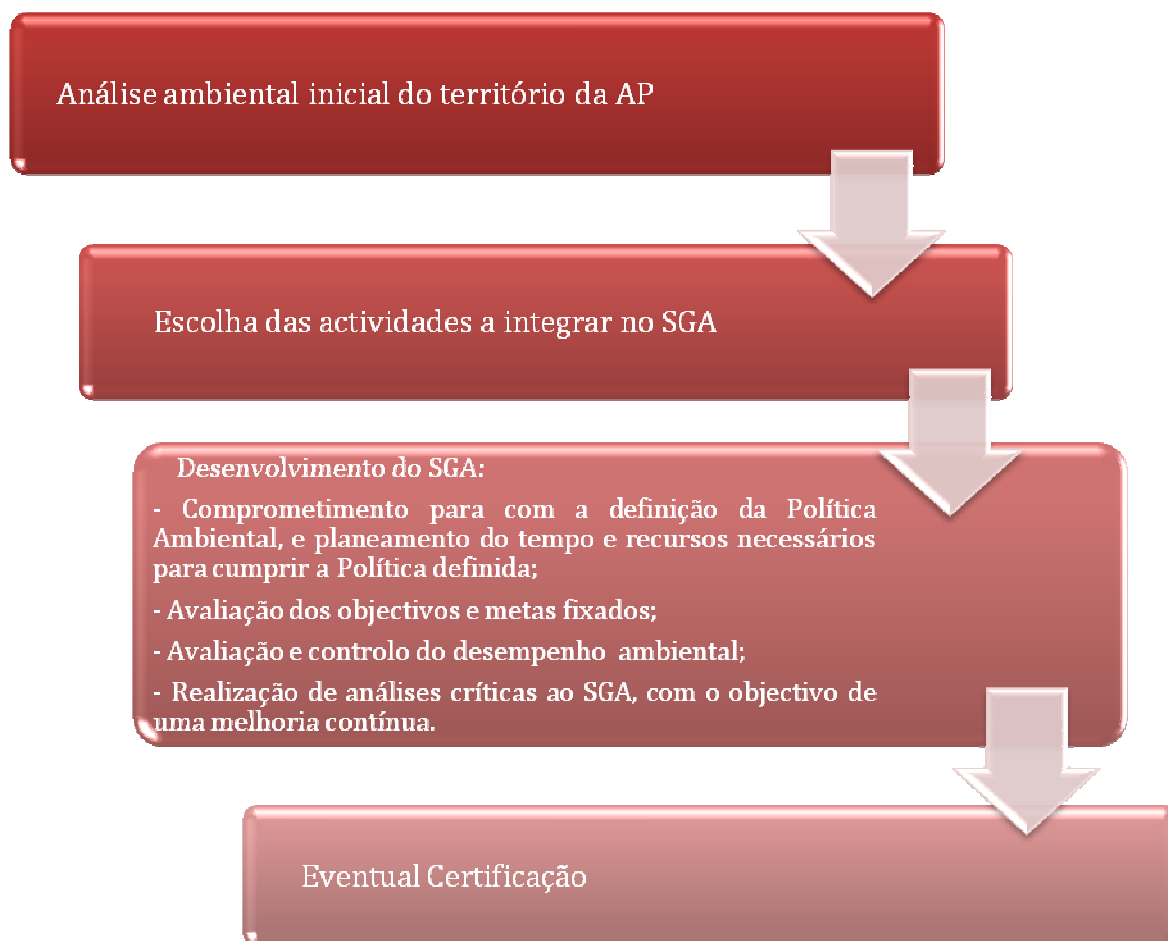 Análise ambiental inicial do território da AP
Escolha das actividades a integrar no SGA
Desenvolvimento do SGA:
- Comprometimento para com a definição da Política
Ambiental, e planeamento do tempo e recursos necessários
para cumprir a Política definida;
- Avaliação dos objectivos e metas fixados;
- Avaliação e controlo do desempenho ambiental;
- Realização de análises críticas ao SGA, com o objectivo de
uma melhoria contínua.
Eventual Certificação